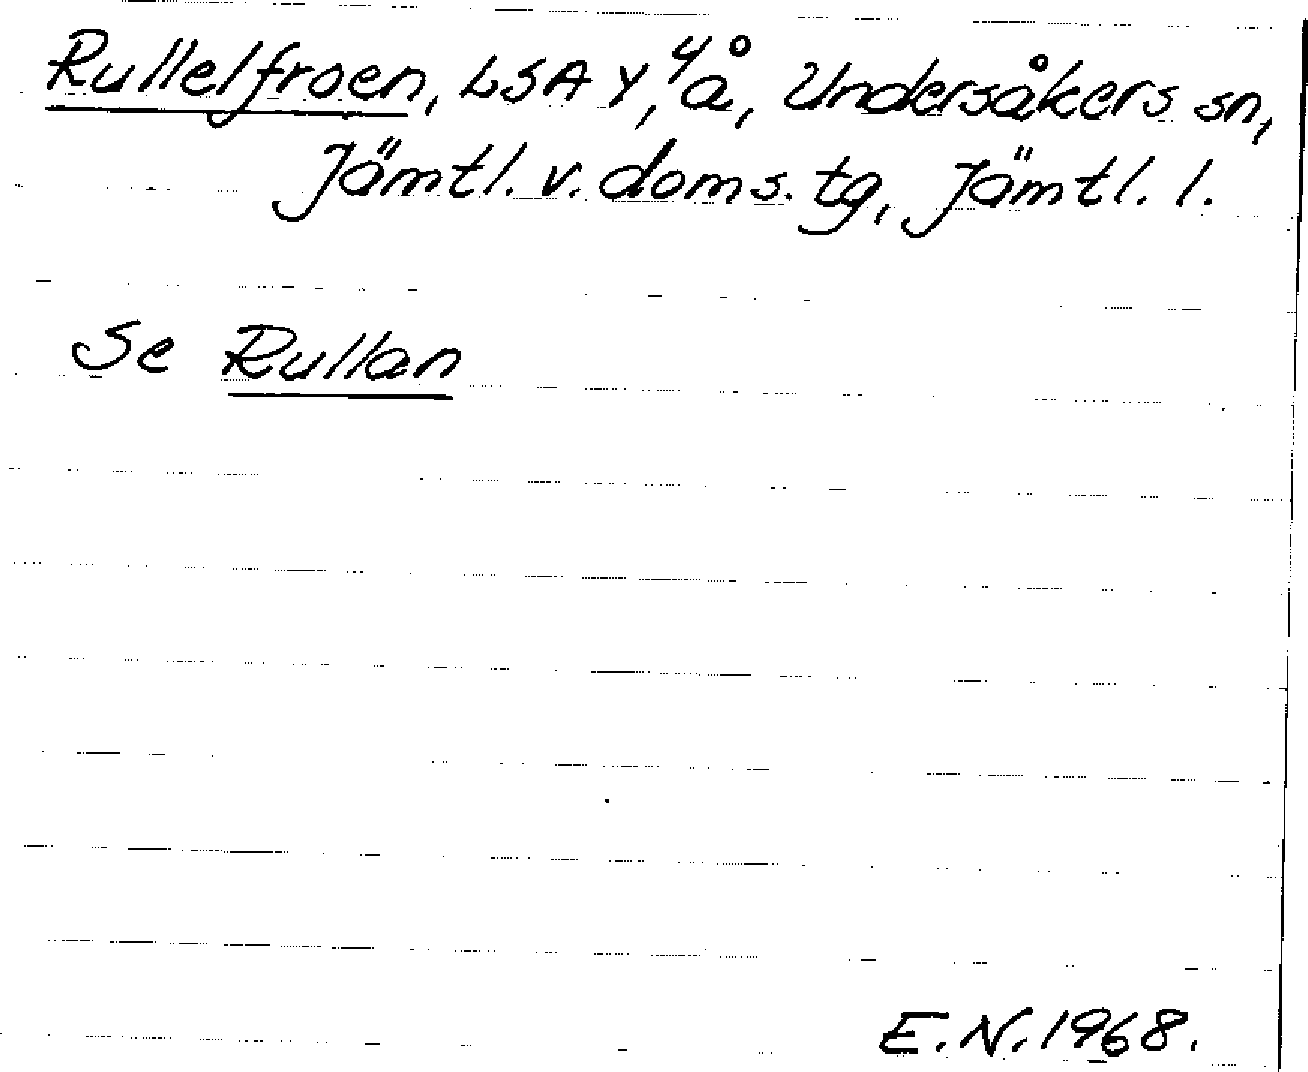 Rullelfroen, LSA Y,⁴ å, Undersåkers sn,
Jämtl. v. doms. tg, Jämtl. l.
Se Rullan
E.N. 1968.